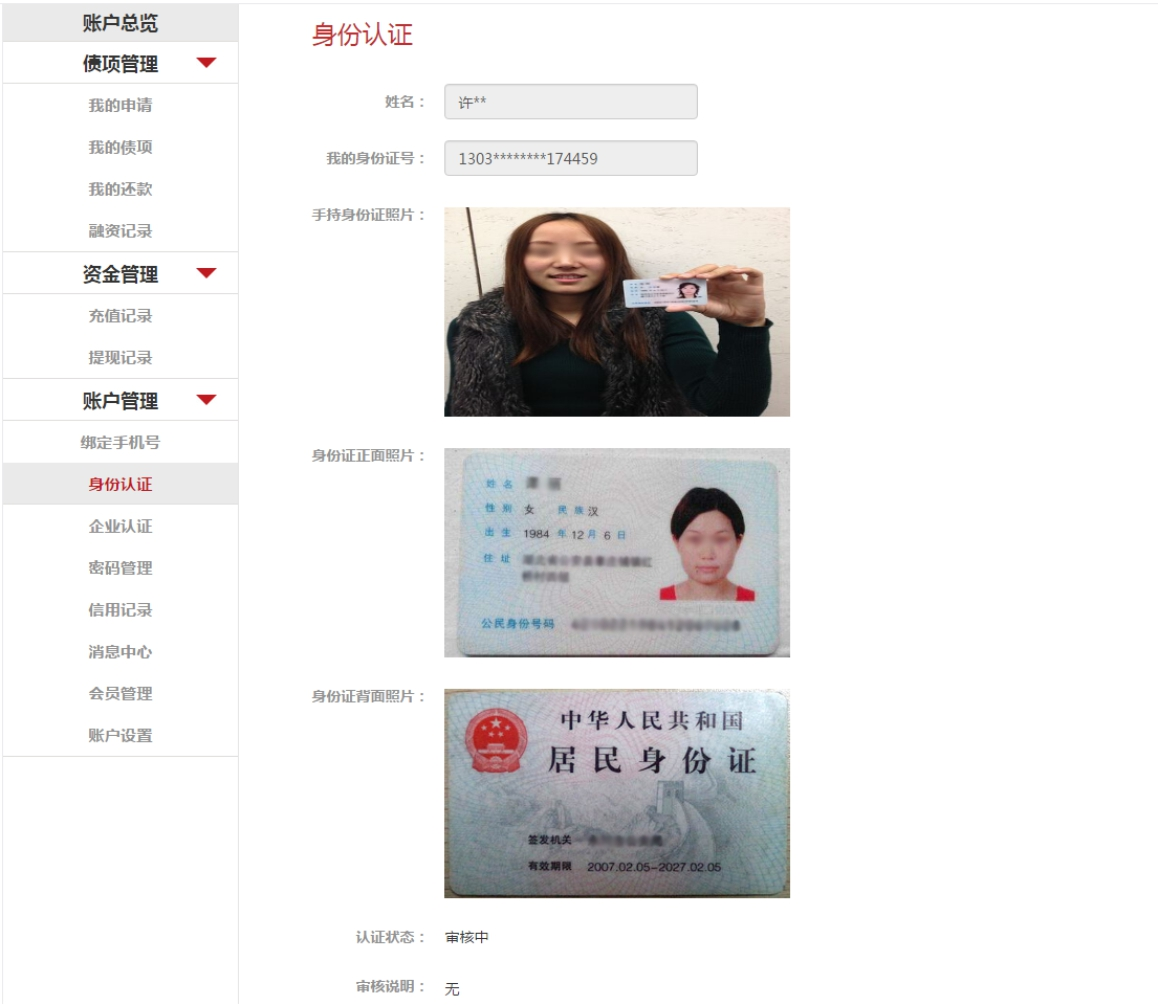 账户总览
债项管理
我的申请
我的债项
我的还款
融资记录
资金管理
充值记录
提现记录
账户管理
绑定手机号
身份认证
企业认证
密码管理
信用记录
消息中心
会员管理
账户设置
身份认证
姓名：许**
我的身份证号：1303********174459
手持身份证照片：
身份证正面照片：
姓名
性别 女 民族 汉
出生 1984 年 12 月 6 日
住址
公民身份号码
身份证背面照片：
中华人民共和国
居民身份证
签发机关
有效期限 2007.02.05-2027.02.05
认证状态：审核中
审核说明：无